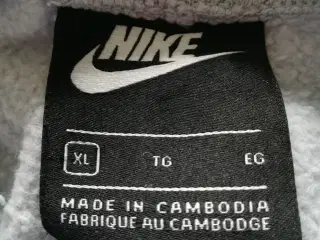 NIKE
XL TG EG
MADE IN CAMBODIA
FABRIQUE AU CAMBODGE